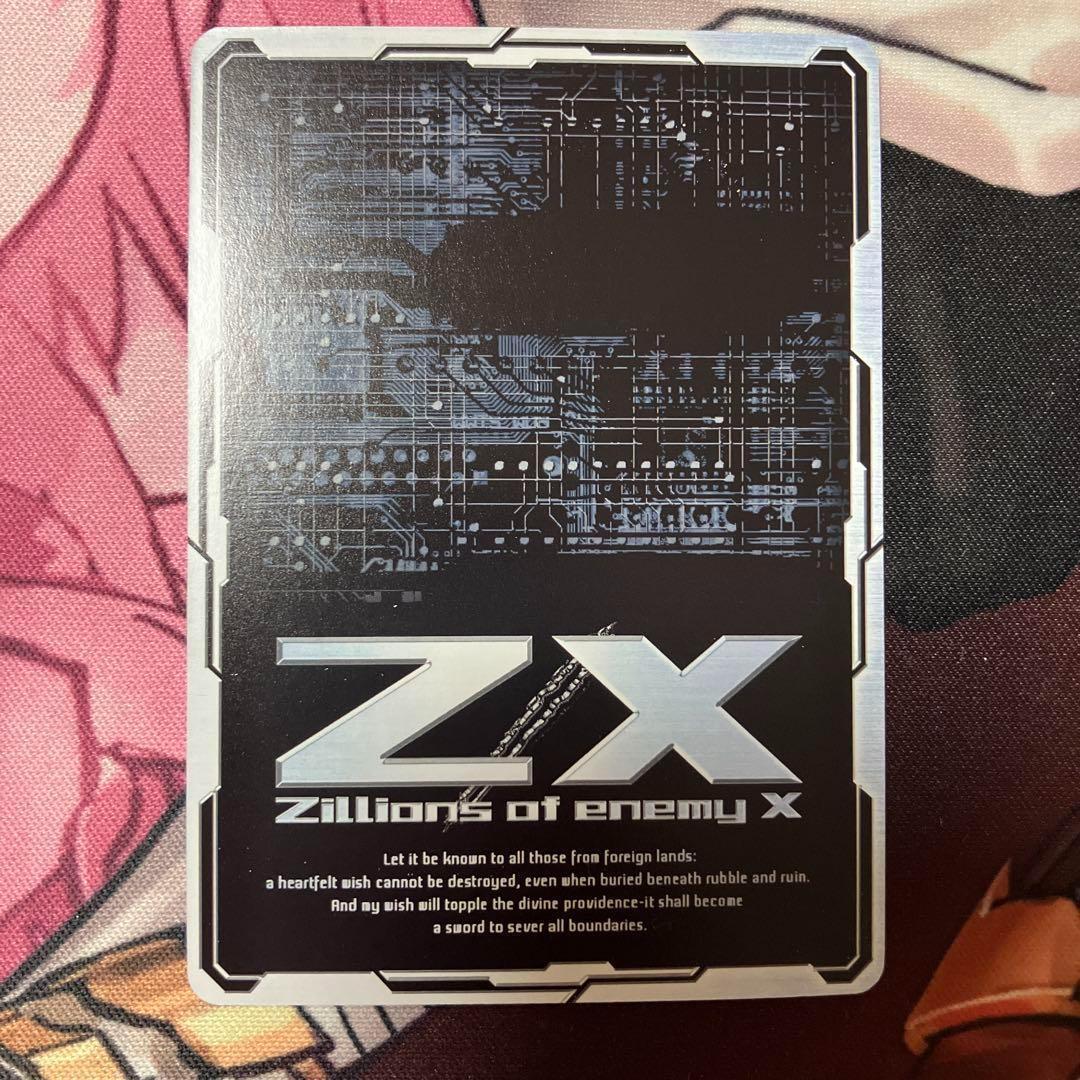 Z/X
Zillions of enemy X
Let it be known to all those from foreign lands:
a heartfelt wish cannot be destroyed, even when buried beneath rubble and ruin.
And my wish will topple the divine providence-it shall become
a sword to sever all boundaries.